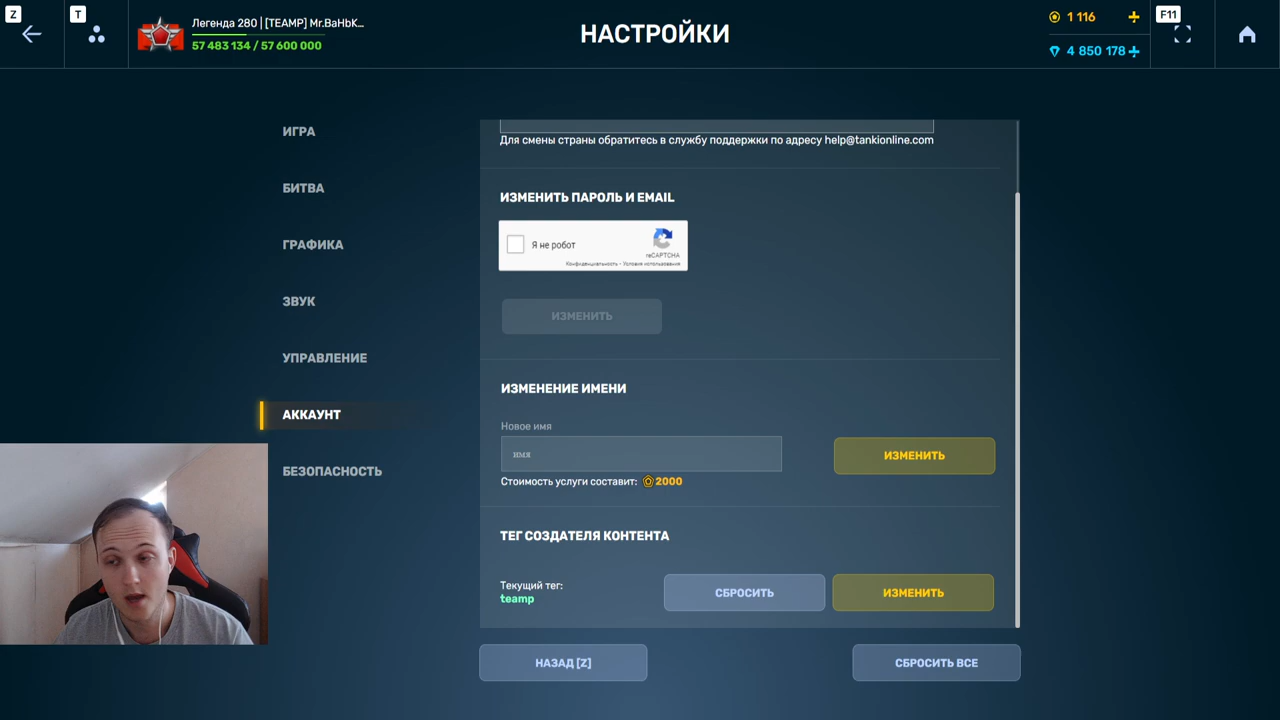 Z
T
Легенда 280 | [TEAMP] Mr.BaHbK...
57 483 134 / 57 600 000
НАСТРОЙКИ
1 116
4 850 178
F11
ИГРА
БИТВА
ГРАФИКА
ЗВУК
УПРАВЛЕНИЕ
АККАУНТ
БЕЗОПАСНОСТЬ
Для смены страны обратитесь в службу поддержки по адресу help@tankionline.com
ИЗМЕНИТЬ ПАРОЛЬ И EMAIL
Я не робот
reCAPTCHA
Конфиденциальность - Условия использования
ИЗМЕНИТЬ
ИЗМЕНЕНИЕ ИМЕНИ
Новое имя
имя
ИЗМЕНИТЬ
Стоимость услуги составит: 2000
ТЕГ СОЗДАТЕЛЯ КОНТЕНТА
Текущий тег:
teamp
СБРОСИТЬ
ИЗМЕНИТЬ
НАЗАД [Z]
СБРОСИТЬ ВСЕ